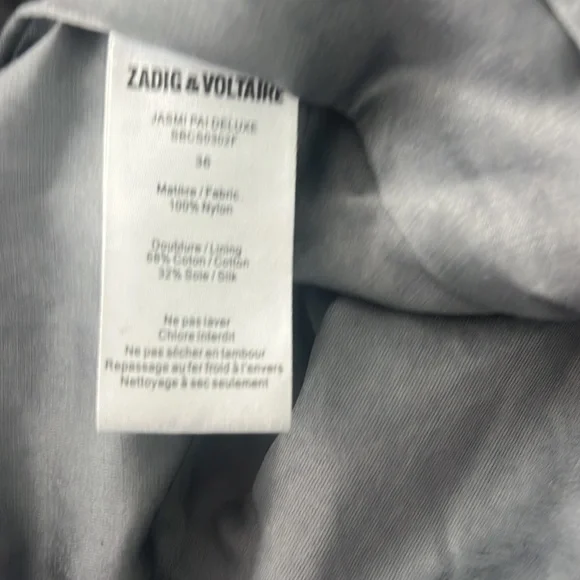 ZADIG & VOLTAIRE
JASMI PAI DELUXE
36
Matière / Fabric
100% Nylon
Doublure / Lining
68% Coton / Cotton
32% Soie / Silk
Ne pas laver
Chlore interdit
Ne pas sécher en tambour
Repassage au fer froid à l'envers
Nettoyage à sec seulement